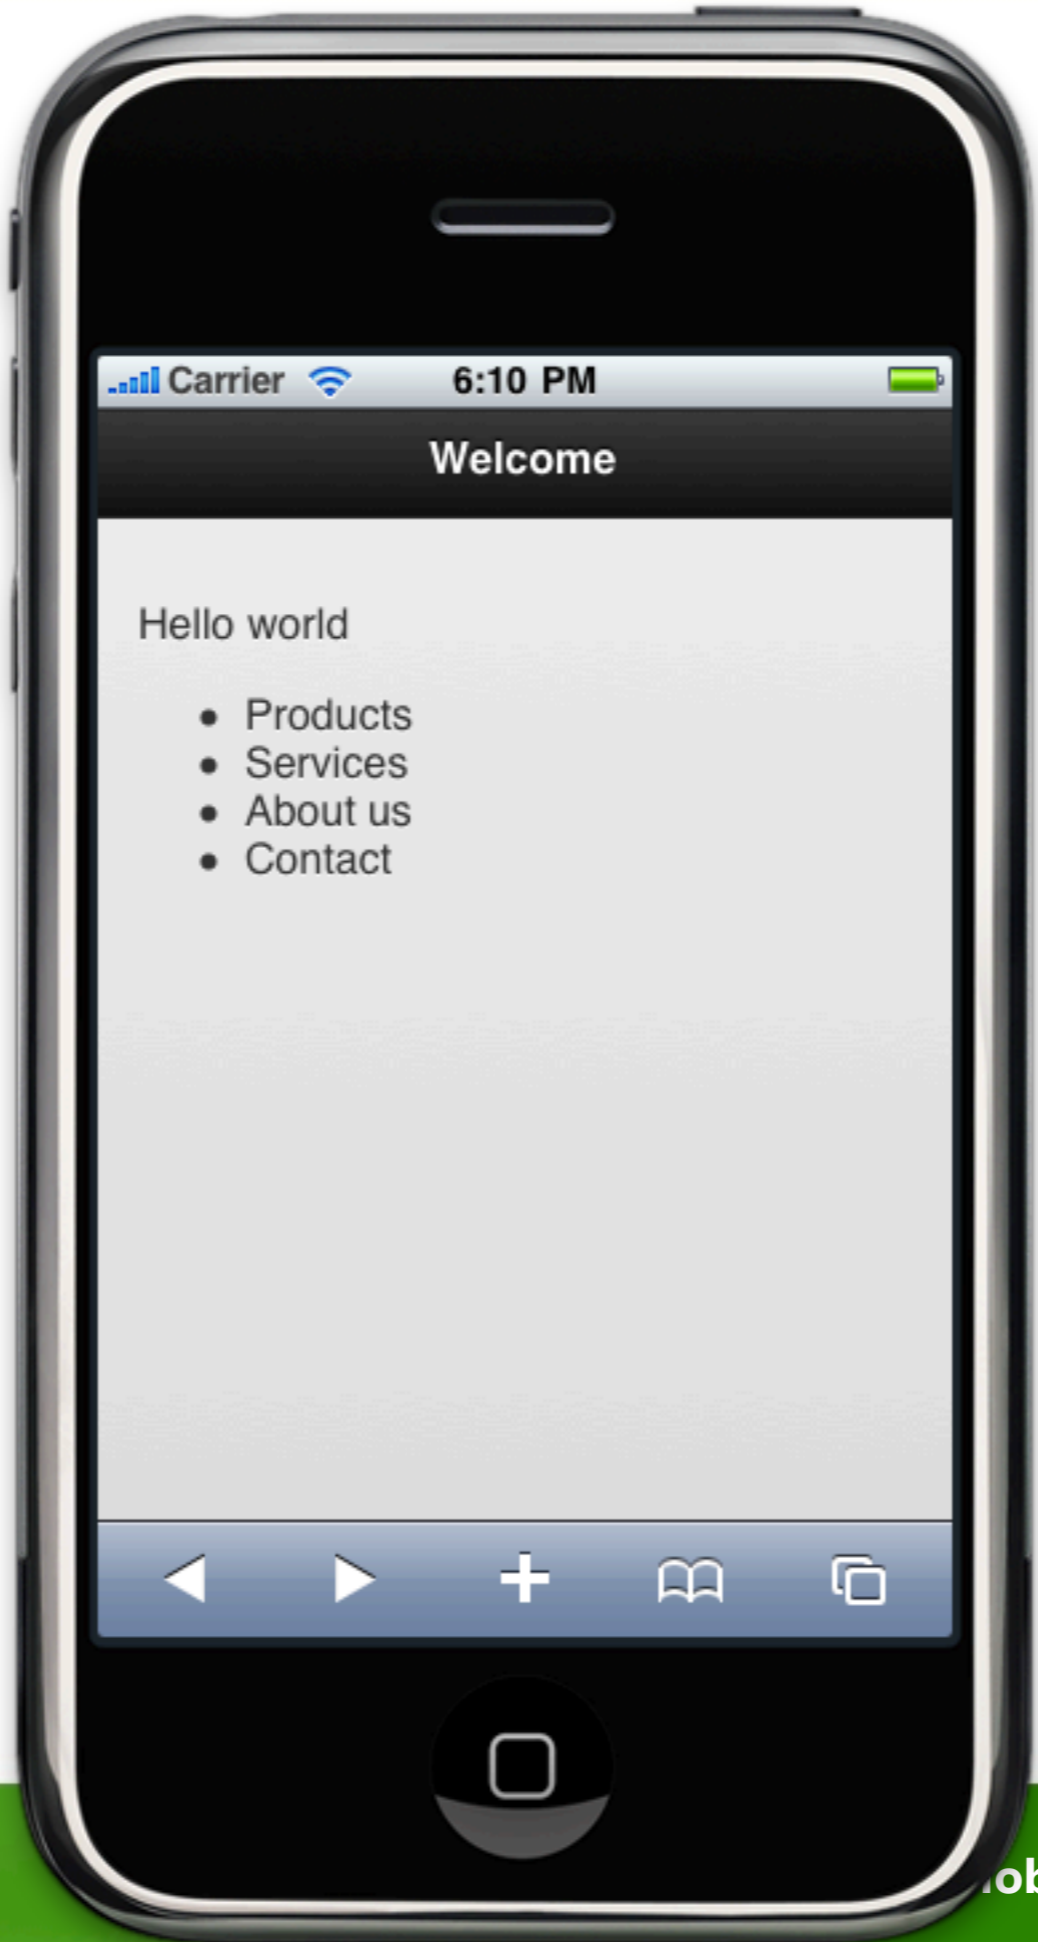 Carrier 6:10 PM
Welcome
Hello world
• Products
• Services
• About us
• Contact